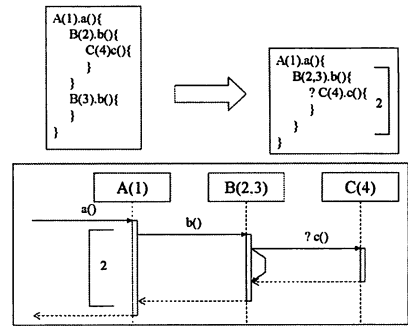 A(1).a(){
B(2).b(){
C(4)c(){
}
}
B(3).b(){
}
}
A(1).a(){
B(2,3).b(){
? C(4).c(){
}
}
}
2
A(1)
B(2.3)
C(4)
a()
b()
? c()
2